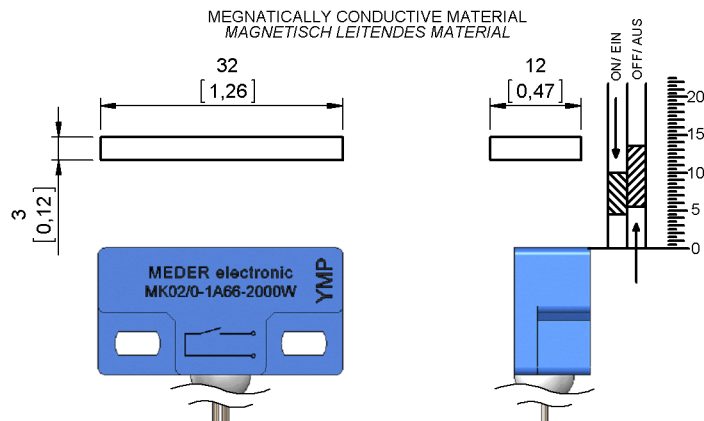 MEGNATICALLY CONDUCTIVE MATERIAL
MAGNETISCH LEITENDES MATERIAL
32
[1,26]
12
[0,47]
ON/ EIN
OFF/ AUS
3
[0,12]
20
15
10
5
0
MEDER electronic
MK02/0-1A66-2000W
YMP